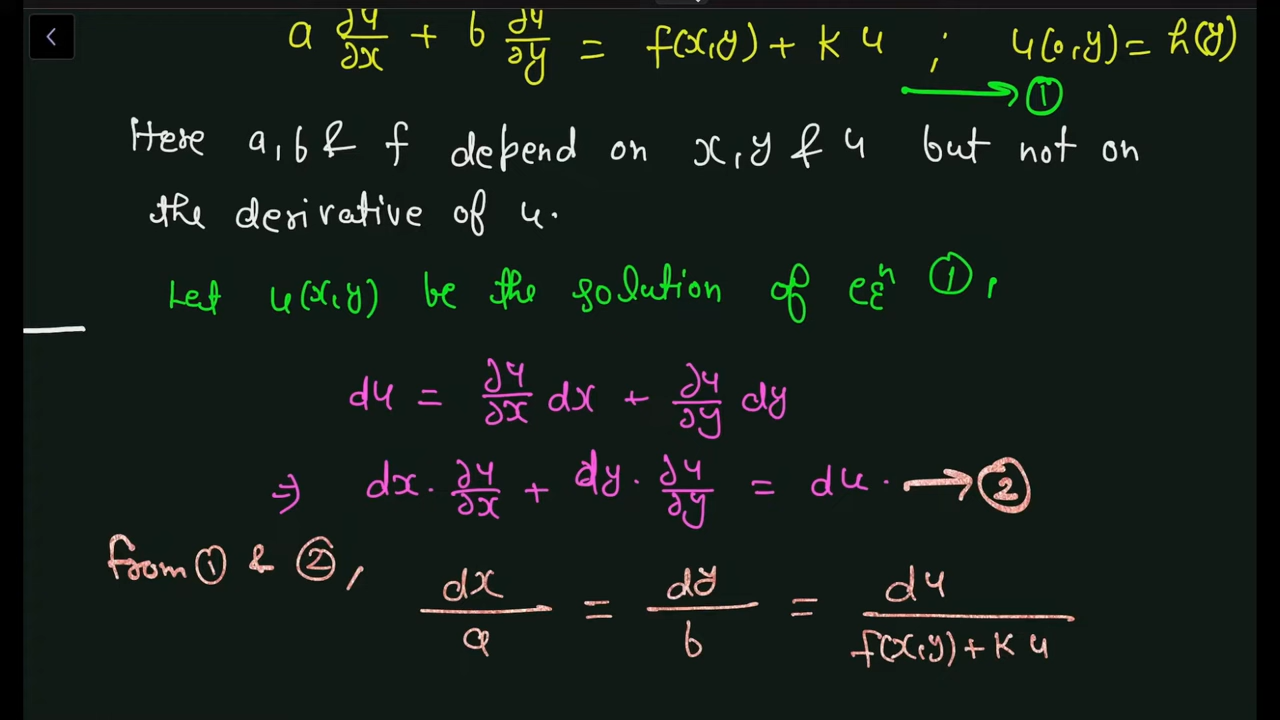 a ∂u/∂x + b ∂u/∂y = f(x,y) + K u ; u(0,y) = h(y)
→ ①
Here a, b & f depend on x, y & u but not on
the derivative of u.
Let u(x,y) be the solution of eqⁿ ①,
du = ∂u/∂x dx + ∂u/∂y dy
⇒ dx · ∂u/∂x + dy · ∂u/∂y = du · → ②
from ① & ②, dx/a = dy/b = du/f(x,y) + K u